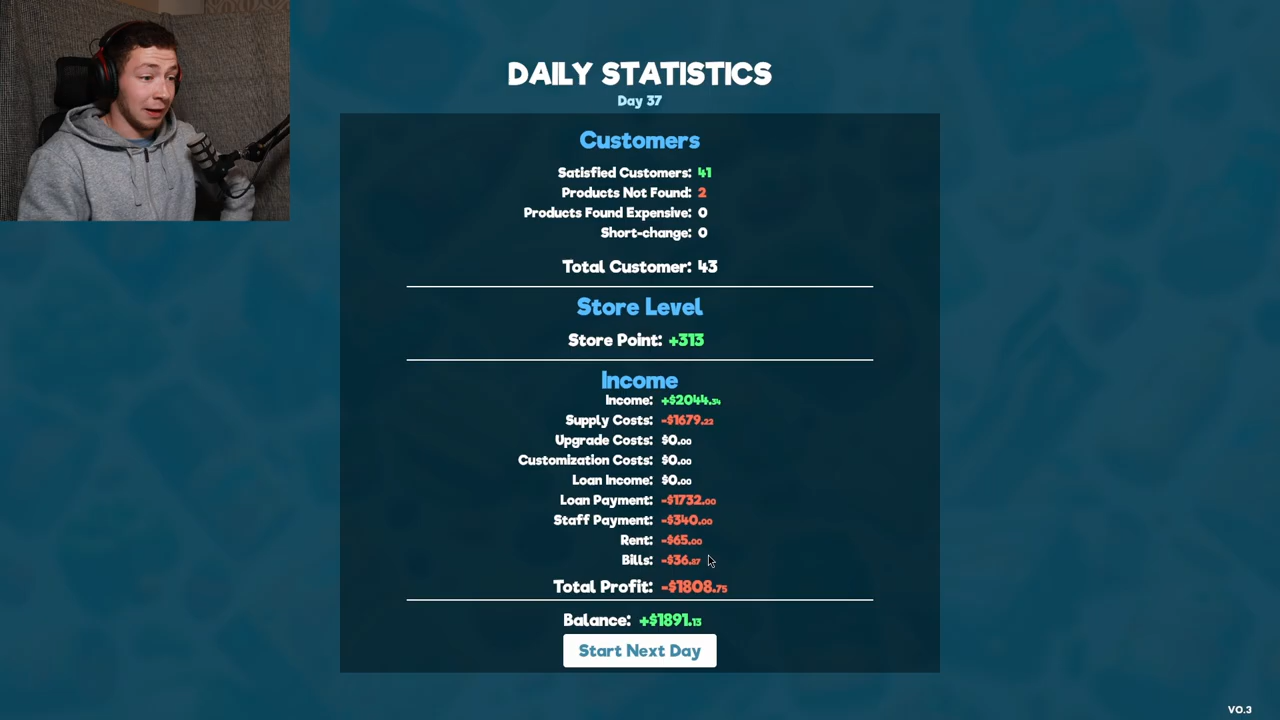 DAILY STATISTICS
Day 37
Customers
Satisfied Customers: 41
Products Not Found: 2
Products Found Expensive: 0
Short-change: 0
Total Customer: 43
Store Level
Store Point: +313
Income
Income: +$2044.34
Supply Costs: -$1679.22
Upgrade Costs: $0.00
Customization Costs: $0.00
Loan Income: $0.00
Loan Payment: -$1732.00
Staff Payment: -$340.00
Rent: -$65.00
Bills: -$36.87
Total Profit: -$1808.75
Balance: +$1891.13
Start Next Day
V0.3